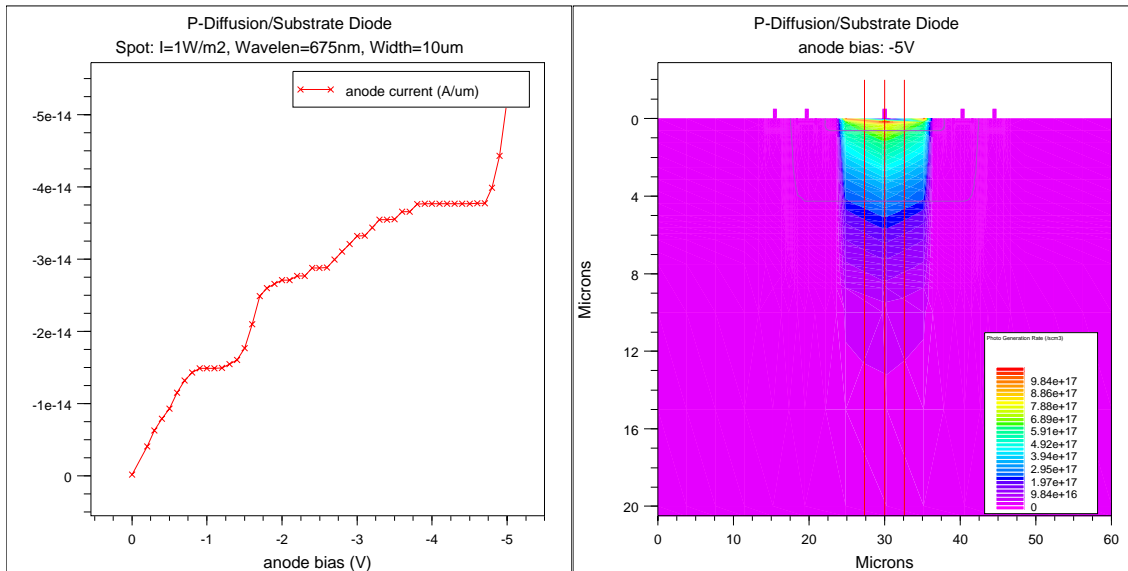 P-Diffusion/Substrate Diode
Spot: I=1W/m2, Wavelen=675nm, Width=10um
anode current (A/um)
-5e-14
-4e-14
-3e-14
-2e-14
-1e-14
0
0 -1 -2 -3 -4 -5
anode bias (V)
P-Diffusion/Substrate Diode
anode bias: -5V
Microns
0
4
8
12
16
20
Photo Generation Rate (/scm3)
9.84e+17
8.86e+17
7.88e+17
6.89e+17
5.91e+17
4.92e+17
3.94e+17
2.95e+17
1.97e+17
9.84e+16
0
0 10 20 30 40 50 60
Microns